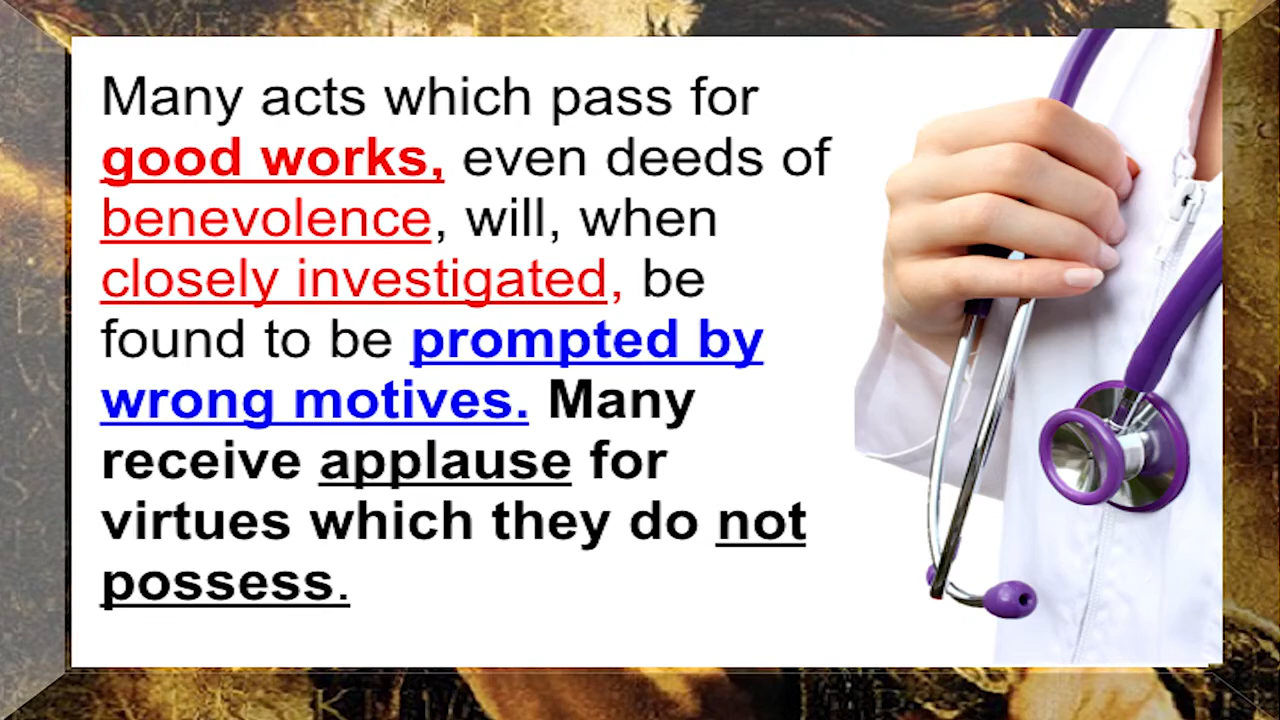 Many acts which pass for
good works, even deeds of
benevolence, will, when
closely investigated, be
found to be prompted by
wrong motives. Many
receive applause for
virtues which they do not
possess.